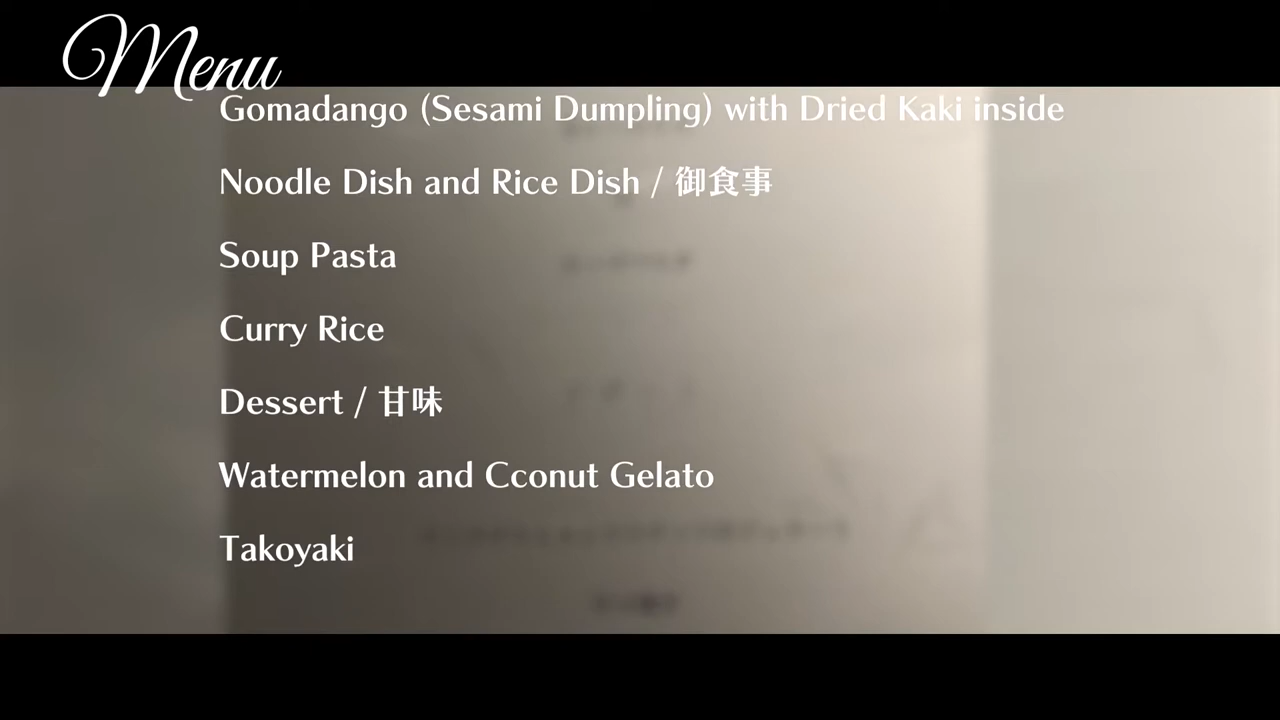 Menu
Gomadango (Sesami Dumpling) with Dried Kaki inside
Noodle Dish and Rice Dish / 御食事
Soup Pasta
Curry Rice
Dessert / 甘味
Watermelon and Cconut Gelato
Takoyaki